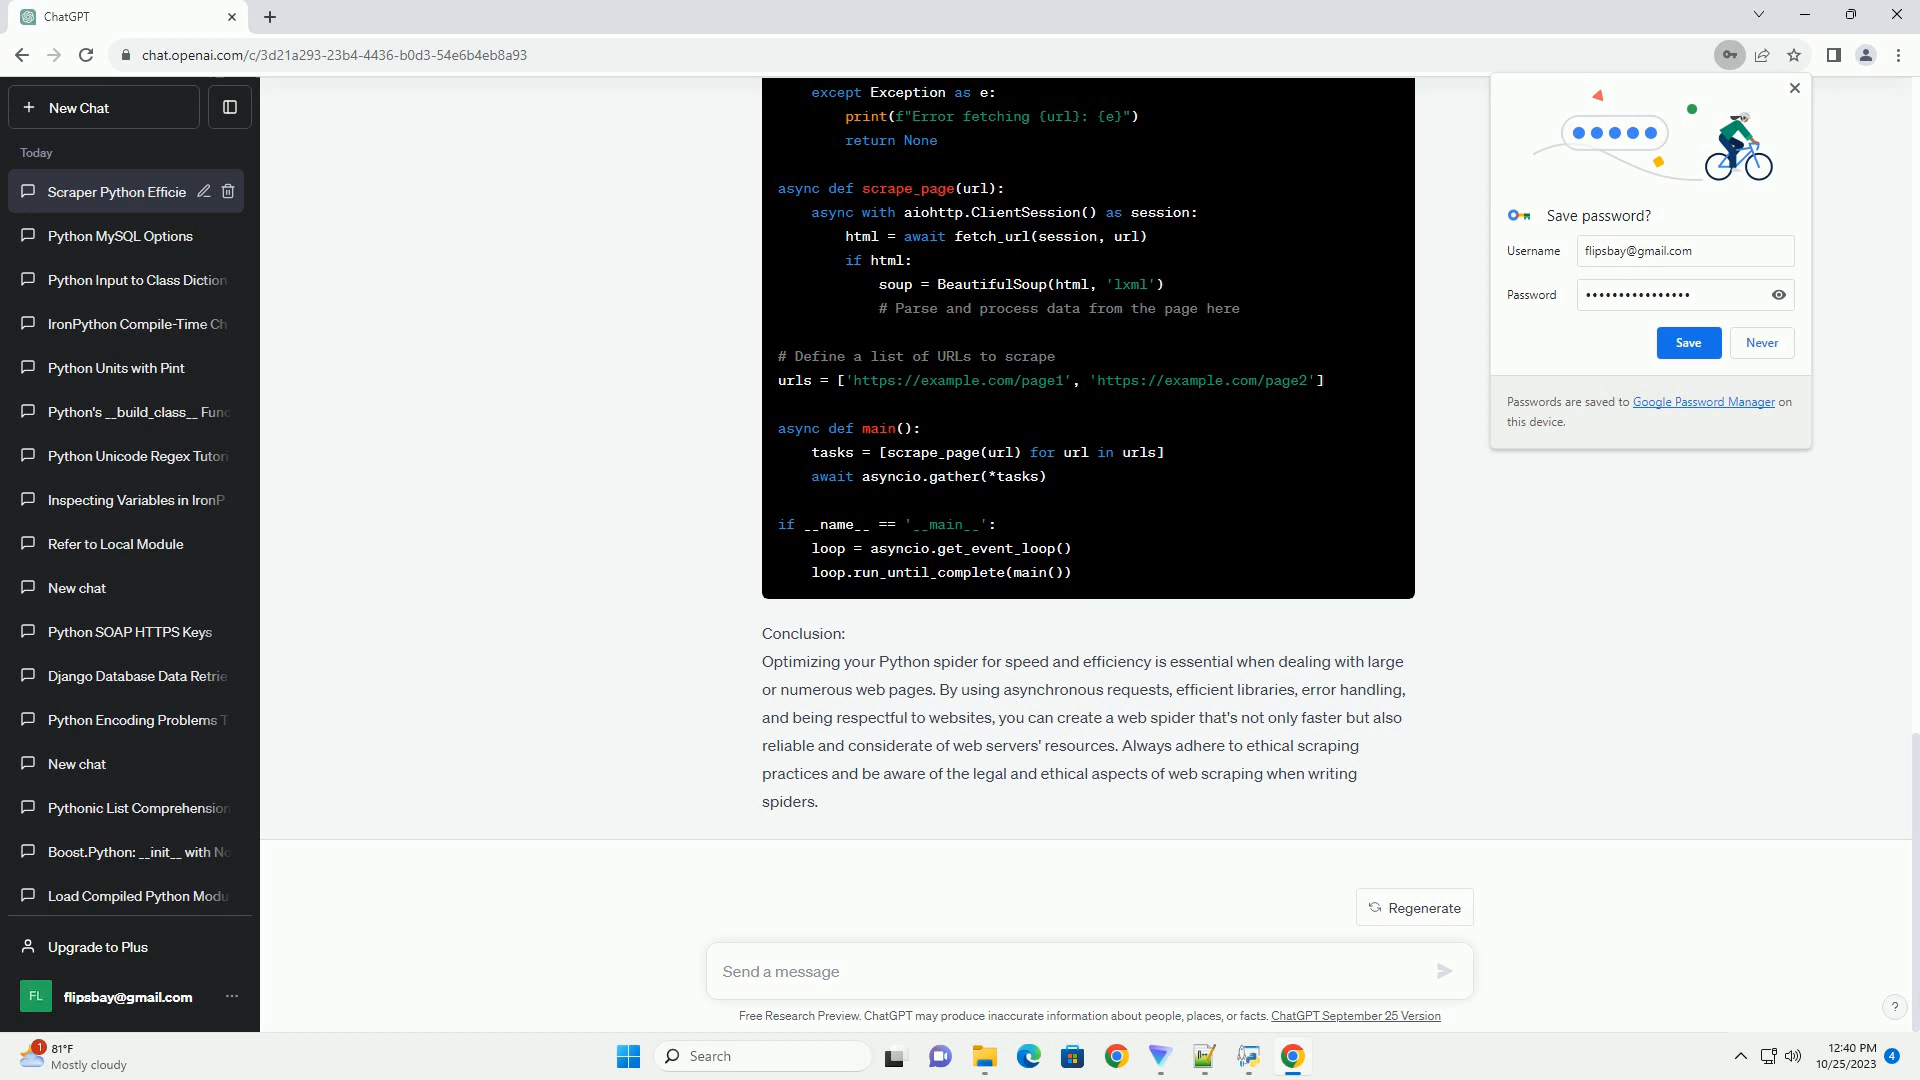 ChatGPT
chat.openai.com/c/3d21a293-23b4-4436-b0d3-54e6b4eb8a93
New Chat
Today
Scraper Python Efficie
Python MySQL Options
Python Input to Class Diction
IronPython Compile-Time Ch
Python Units with Pint
Python's __build_class__ Func
Python Unicode Regex Tutori
Inspecting Variables in IronP
Refer to Local Module
New chat
Python SOAP HTTPS Keys
Django Database Data Retrie
Python Encoding Problems T
New chat
Pythonic List Comprehension
Boost.Python: __init__ with No
Load Compiled Python Modu
Upgrade to Plus
FL flipsbay@gmail.com
except Exception as e:
print(f"Error fetching {url}: {e}")
return None
async def scrape_page(url):
async with aiohttp.ClientSession() as session:
html = await fetch_url(session, url)
if html:
soup = BeautifulSoup(html, 'lxml')
# Parse and process data from the page here
# Define a list of URLs to scrape
urls = ['https://example.com/page1', 'https://example.com/page2']
async def main():
tasks = [scrape_page(url) for url in urls]
await asyncio.gather(*tasks)
if __name__ == '__main__':
loop = asyncio.get_event_loop()
loop.run_until_complete(main())
Conclusion:
Optimizing your Python spider for speed and efficiency is essential when dealing with large
or numerous web pages. By using asynchronous requests, efficient libraries, error handling,
and being respectful to websites, you can create a web spider that's not only faster but also
reliable and considerate of web servers' resources. Always adhere to ethical scraping
practices and be aware of the legal and ethical aspects of web scraping when writing
spiders.
Regenerate
Send a message
Free Research Preview. ChatGPT may produce inaccurate information about people, places, or facts. ChatGPT September 25 Version
?
Save password?
Username flipsbay@gmail.com
Password ••••••••••••••••
Save Never
Passwords are saved to Google Password Manager on
this device.
1 81°F
Mostly cloudy
Search
12:40 PM
10/25/2023
4